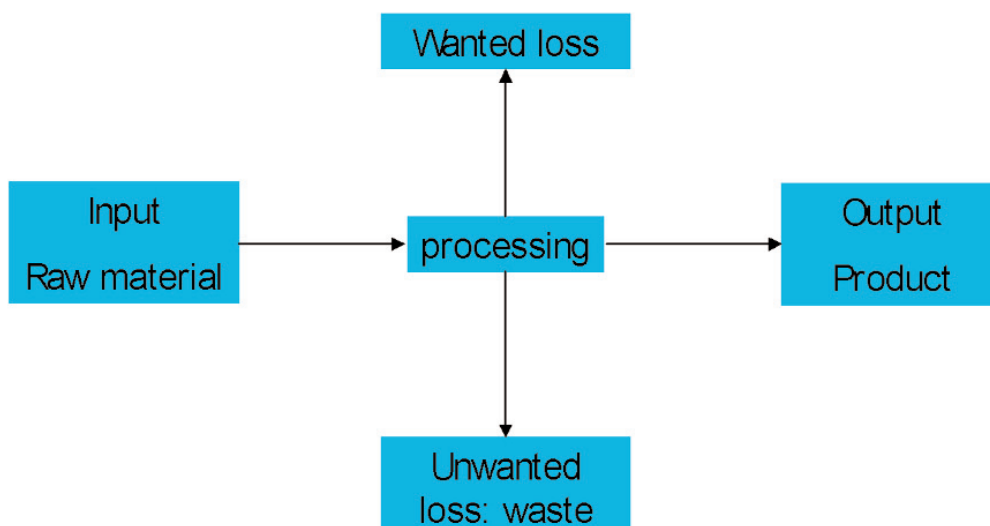 Wanted loss
Input
Raw material
processing
Output
Product
Unwanted
loss: waste